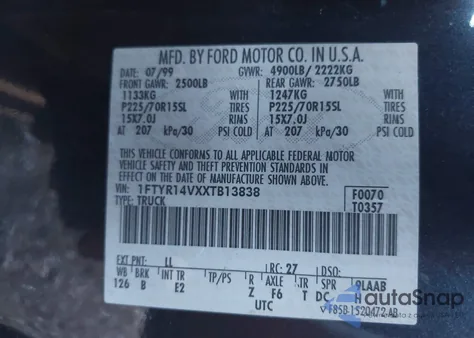 MFD. BY FORD MOTOR CO. IN U.S.A.
DATE: 07/99 GVWR: 4900LB/ 2222KG
FRONT GAWR: 2500LB REAR GAWR: 2750LB
1133KG WITH 1247KG WITH
P225/70R15SL TIRES P225/70R15SL TIRES
15X7.0J RIMS 15X7.0J RIMS
AT 207 kPa/30 PSI COLD AT 207 kPa/30 PSI COLD
THIS VEHICLE CONFORMS TO ALL APPLICABLE FEDERAL MOTOR
VEHICLE SAFETY AND THEFT PREVENTION STANDARDS IN
EFFECT ON THE DATE OF MANUFACTURE SHOWN ABOVE.
VIN: 1FTYR14VXXTB13838 F0070
TYPE: TRUCK T0357
EXT PNT: LL RC: 27 DSO:
WB BRK INT TR TP/PS R AXLE TR SPR 9LAAB
126 B E2 Z F6 T DC H
UTC F85B-1520472-AB
autoSnap